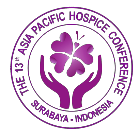 THE 13th ASIA PACIFIC HOSPICE CONFERENCE
SURABAYA - INDONESIA